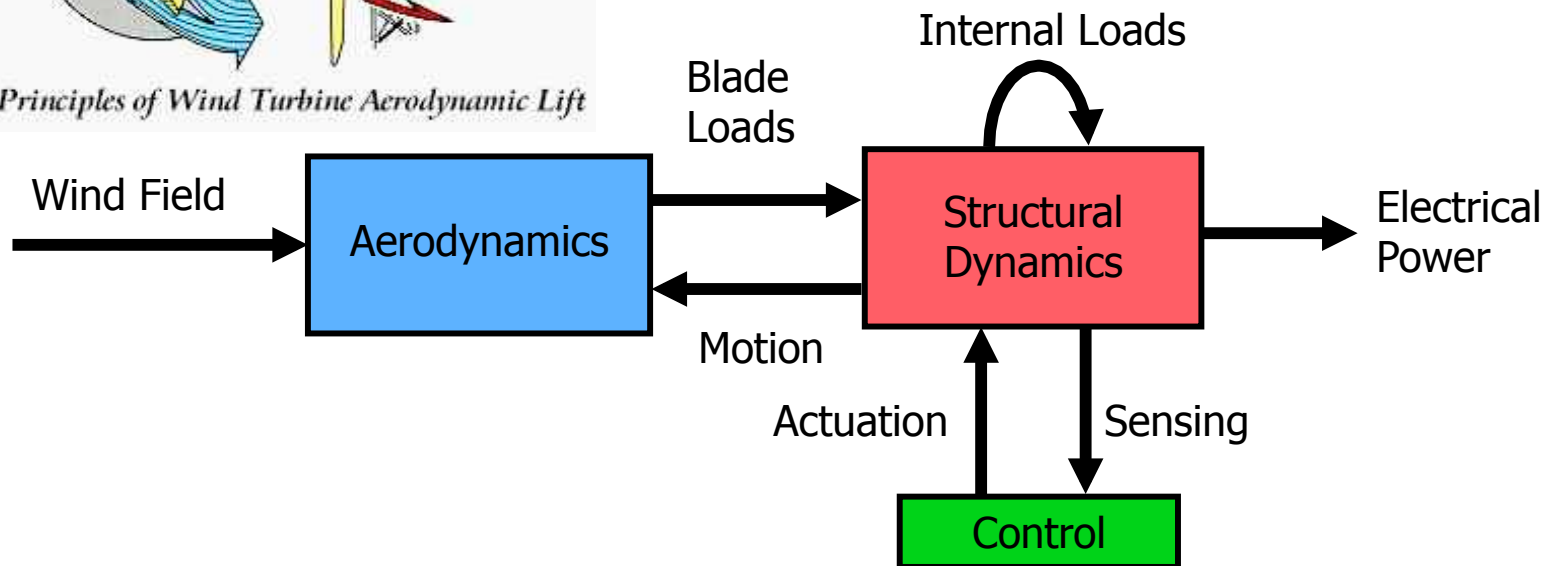 Principles of Wind Turbine Aerodynamic Lift
Internal Loads
Blade
Loads
Wind Field
Aerodynamics
Structural
Dynamics
Electrical
Power
Motion
Actuation
Sensing
Control